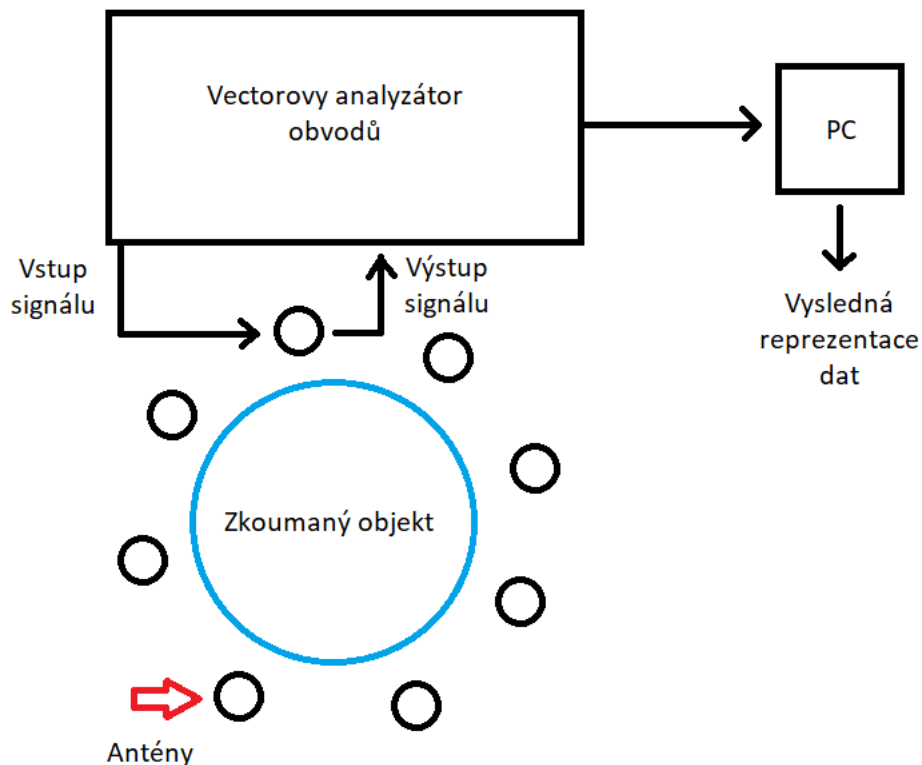 Vectorovy analyzátor
obvodů
PC
Vstup
signálu
Výstup
signálu
Vysledná
reprezentace
dat
Zkoumaný objekt
Antény